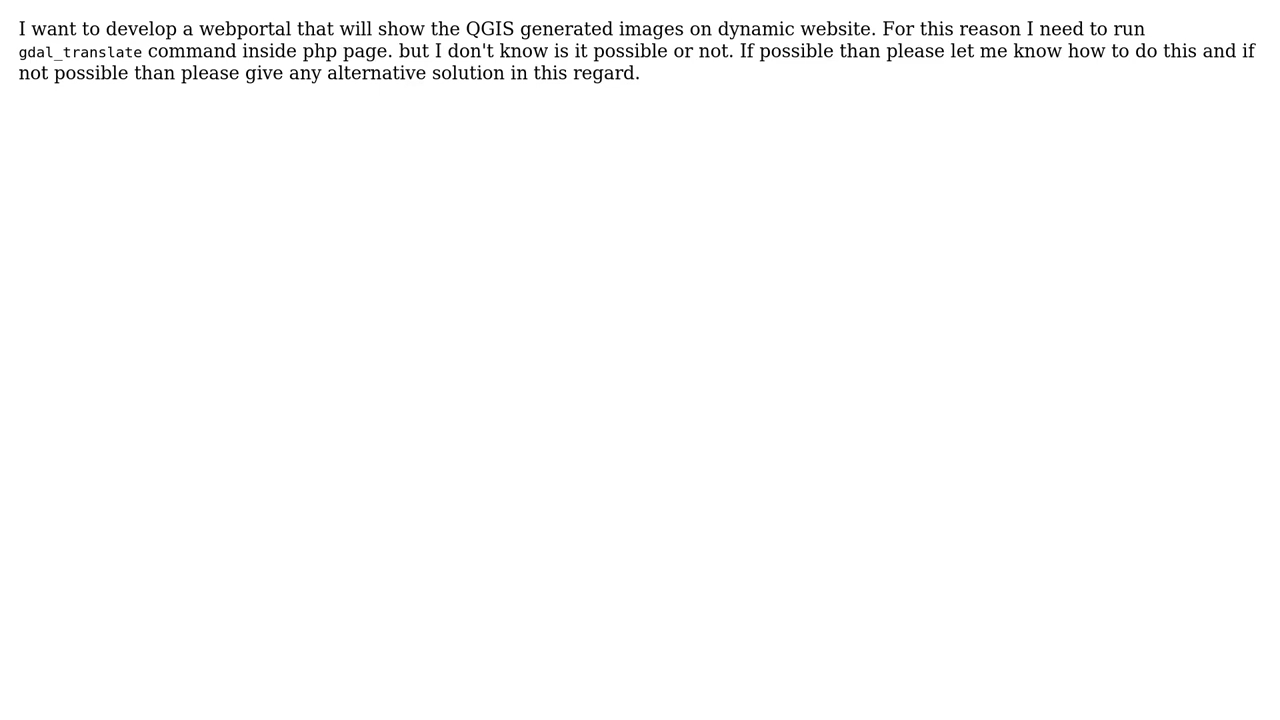 I want to develop a webportal that will show the QGIS generated images on dynamic website. For this reason I need to run
gdal_translate command inside php page. but I don't know is it possible or not. If possible than please let me know how to do this and if
not possible than please give any alternative solution in this regard.